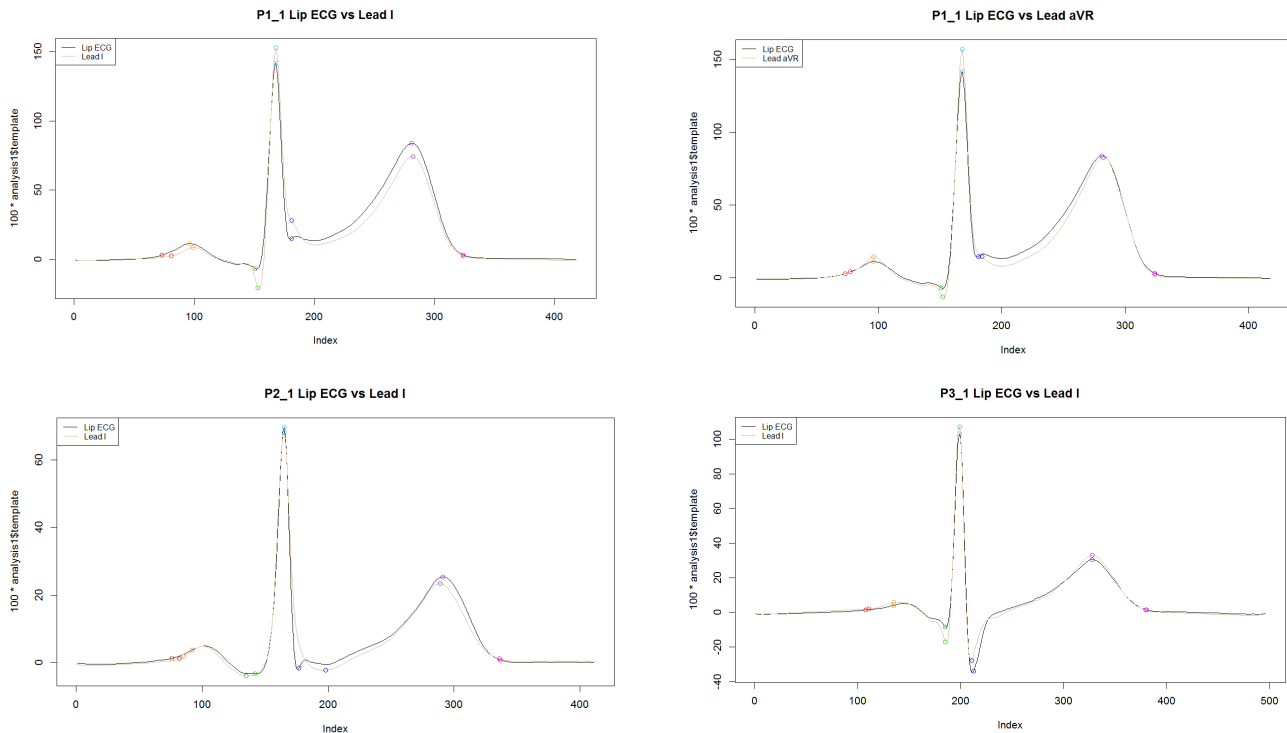 P1_1 Lip ECG vs Lead I
Lip ECG
Lead I
100 * analysis1$template
150
100
50
0
0 100 200 300 400
Index
P1_1 Lip ECG vs Lead aVR
Lip ECG
Lead aVR
100 * analysis1$template
150
100
50
0
0 100 200 300 400
Index
P2_1 Lip ECG vs Lead I
Lip ECG
Lead I
100 * analysis1$template
60
40
20
0
0 100 200 300 400
Index
P3_1 Lip ECG vs Lead I
Lip ECG
Lead I
100 * analysis1$template
100
80
60
40
20
0
-20
-40
0 100 200 300 400 500
Index